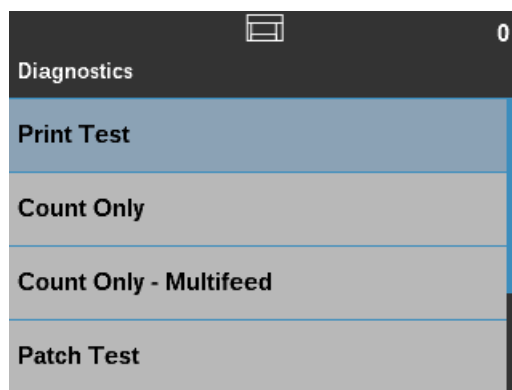 0
Diagnostics
Print Test
Count Only
Count Only - Multifeed
Patch Test